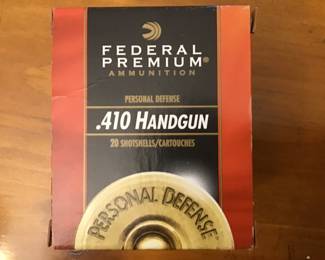 FEDERAL
PREMIUM®
AMMUNITION
PERSONAL DEFENSE
.410 HANDGUN
20 SHOTSHELLS/CARTOUCHES
PERSONAL DEFENSE